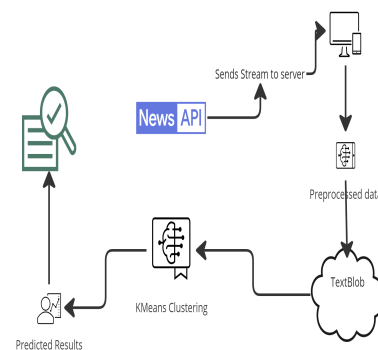 Sends Stream to server
News API
Preprocessed data
TextBlob
KMeans Clustering
Predicted Results